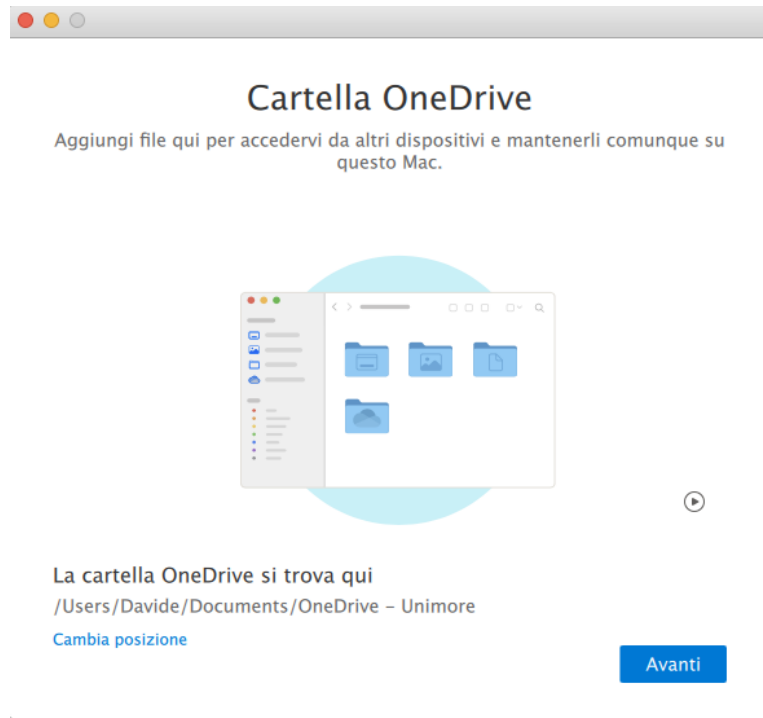 Cartella OneDrive
Aggiungi file qui per accedervi da altri dispositivi e mantenerli comunque su
questo Mac.
La cartella OneDrive si trova qui
/Users/Davide/Documents/OneDrive – Unimore
Cambia posizione
Avanti